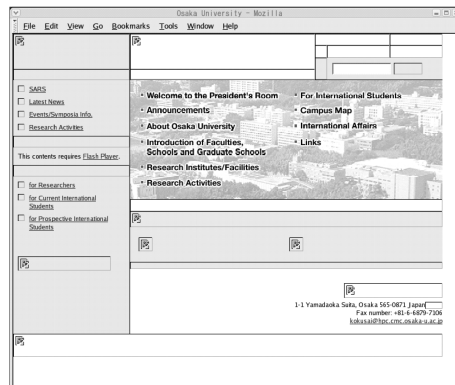 Osaka University - Mozilla
File Edit View Go Bookmarks Tools Window Help
SARS
Latest News
Events/Symposia Info.
Research Activities
This contents requires Flash Player.
for Researchers
for Current International
Students
for Prospective International
Students
• Welcome to the President's Room
• Announcements
• About Osaka University
• Introduction of Faculties,
Schools and Graduate Schools
• Research Institutes/Facilities
• Research Activities
• For International Students
• Campus Map
• International Affairs
• Links
1-1 Yamadaoka Suita, Osaka 565-0871 Japan
Fax number: +81-6-6879-7106
kokusai@hpc.cmc.osaka-u.ac.jp